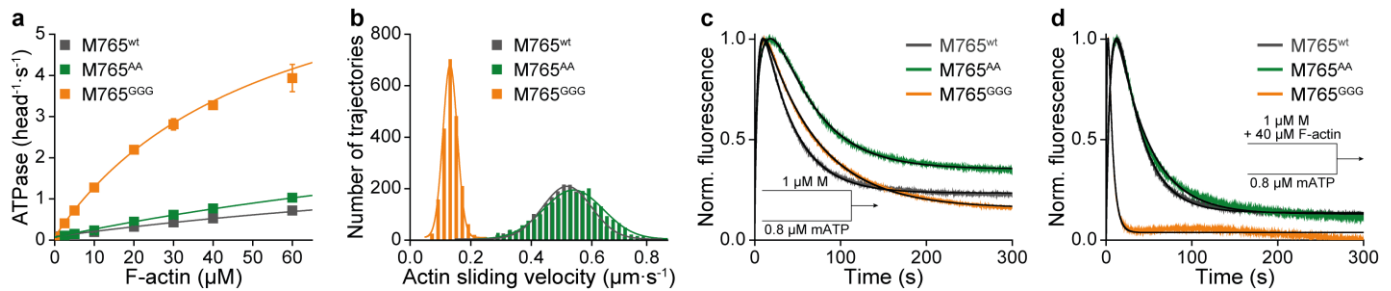 a
ATPase (head⁻¹·s⁻¹)
5
4
3
2
1
0
M765ʷᵗ
M765ᴬᴬ
M765ᴳᴳᴳ
0 10 20 30 40 50 60
F-actin (μM)
b
Number of trajectories
800
600
400
200
0
M765ʷᵗ
M765ᴬᴬ
M765ᴳᴳᴳ
0.0 0.2 0.4 0.6 0.8
Actin sliding velocity (μm·s⁻¹)
c
Norm. fluorescence
1.0
0.5
0.0
M765ʷᵗ
M765ᴬᴬ
M765ᴳᴳᴳ
1 μM M
0.8 μM mATP
0 100 200 300
Time (s)
d
Norm. fluorescence
1.0
0.5
0.0
M765ʷᵗ
M765ᴬᴬ
M765ᴳᴳᴳ
1 μM M
+ 40 μM F-actin
0.8 μM mATP
0 100 200 300
Time (s)